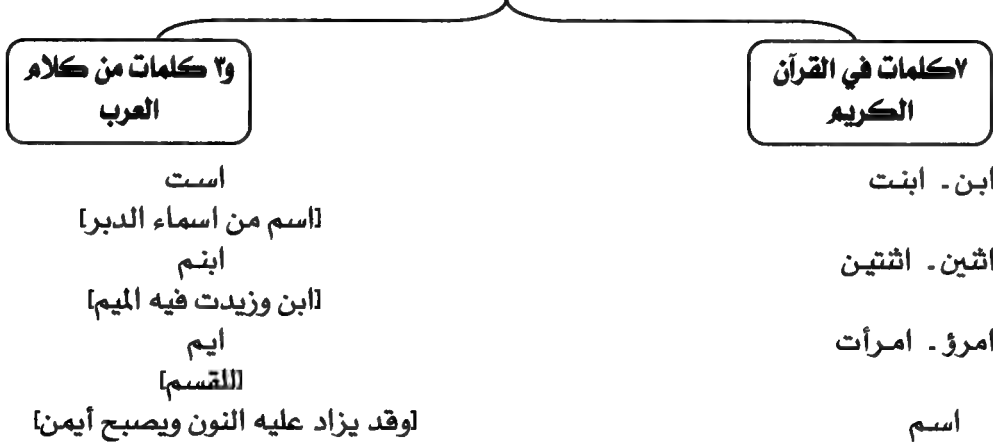 ٧كلمات في القرآن
الكريم
ابن ـ ابنت
اثنين ـ اثنتين
امرؤ ـ امرأت
اسم
و٣ كلمات من كلام
العرب
است
[اسم من اسماء الدبر]
ابنم
[ابن وزيدت فيه الميم]
ايم
[للقسم]
[وقد يزاد عليه النون ويصبح أيمن]